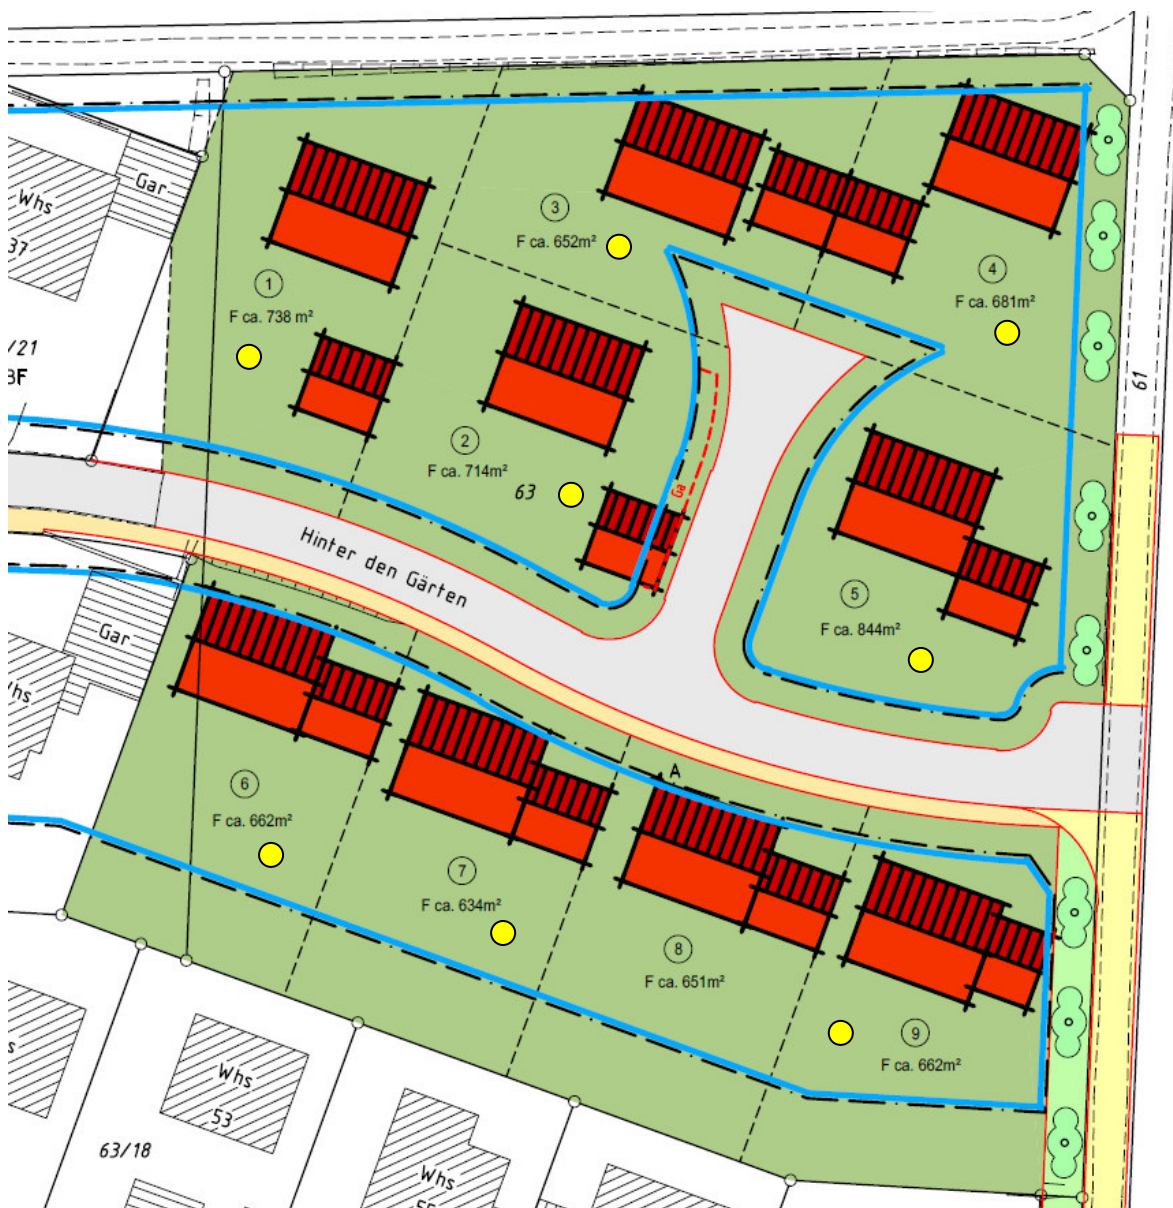 Gar
Whs
37
3
F ca. 652m²
4
F ca. 681m²
1
F ca. 738 m²
/21
BF
61
2
F ca. 714m²
63
Ga
Hinter den Gärten
5
F ca. 844m²
Gar
A
6
F ca. 662m²
7
F ca. 634m²
8
F ca. 651m²
9
F ca. 662m²
Whs
53
63/18
Whs